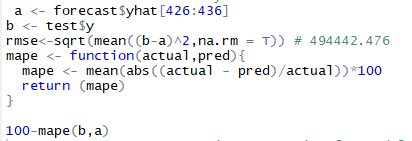 a <- forecast$yhat[426:436]
b <- test$y
rmse<-sqrt(mean((b-a)^2,na.rm = T)) # 494442.476
mape <- function(actual,pred){
  mape <- mean(abs((actual - pred)/actual))*100
  return (mape)
}
100-mape(b,a)